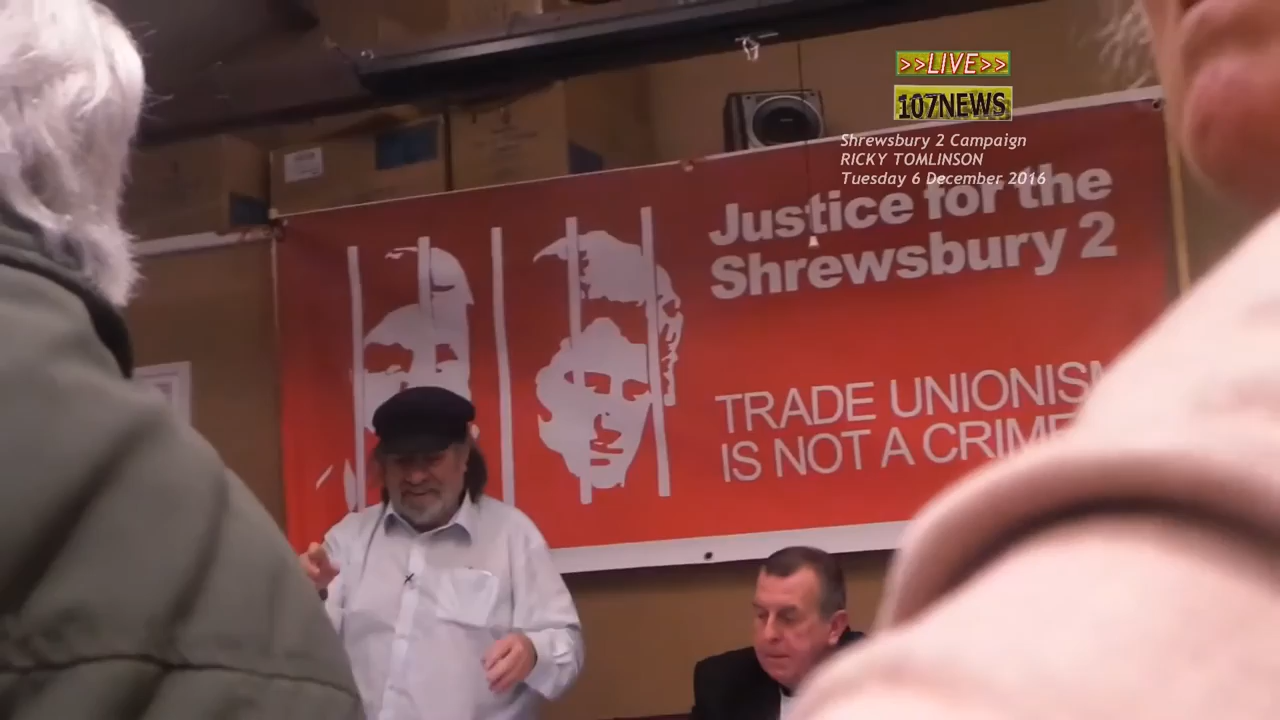 >>LIVE>>
107NEWS
Shrewsbury 2 Campaign
RICKY TOMLINSON
Tuesday 6 December 2016
Justice for the
Shrewsbury 2
TRADE UNIONISM
IS NOT A CRIME